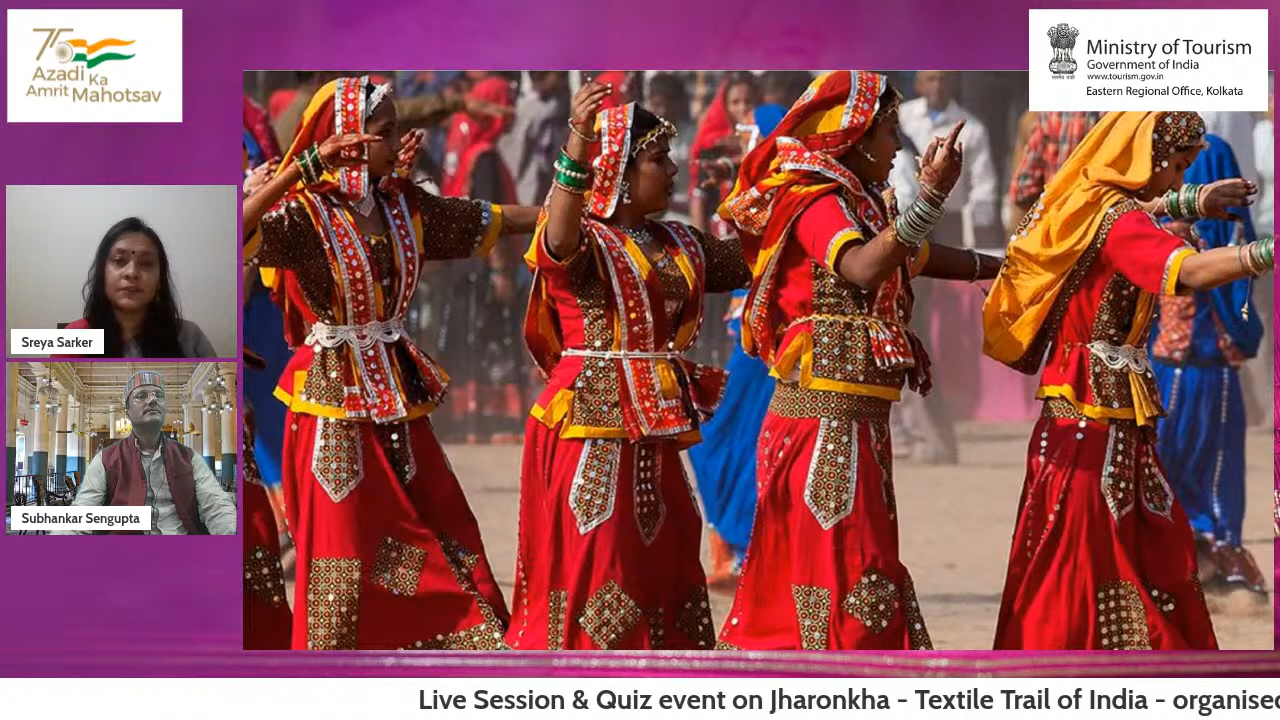 75
Azadi Ka
Amrit Mahotsav
Ministry of Tourism
Government of India
www.tourism.gov.in
Eastern Regional Office, Kolkata
Sreya Sarker
Subhankar Sengupta
Live Session & Quiz event on Jharonkha - Textile Trail of India - organised